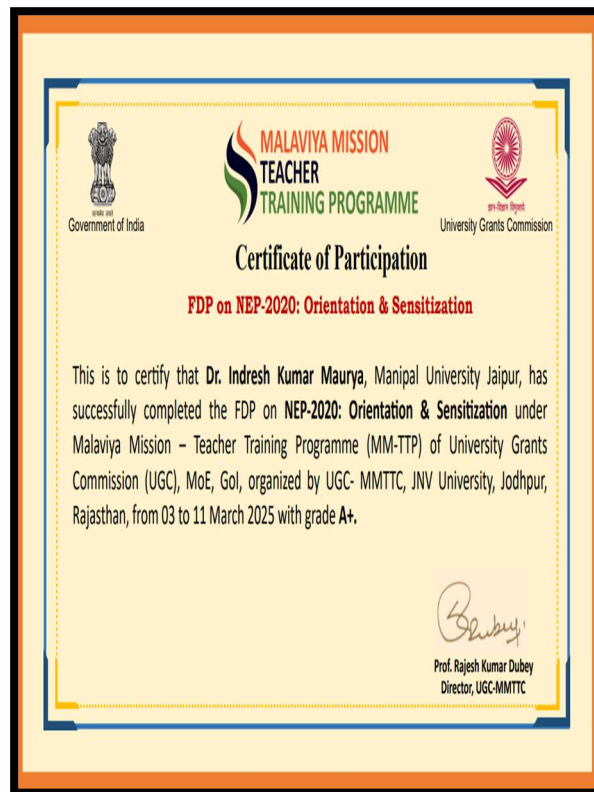 MALAVIYA MISSION
TEACHER
TRAINING PROGRAMME
सत्यमेव जयते
Government of India
ज्ञान-विज्ञान विमुक्तये
University Grants Commission
Certificate of Participation
FDP on NEP-2020: Orientation & Sensitization
This is to certify that Dr. Indresh Kumar Maurya, Manipal University Jaipur, has
successfully completed the FDP on NEP-2020: Orientation & Sensitization under
Malaviya Mission – Teacher Training Programme (MM-TTP) of University Grants
Commission (UGC), MoE, GoI, organized by UGC- MMTTC, JNV University, Jodhpur,
Rajasthan, from 03 to 11 March 2025 with grade A+.
Prof. Rajesh Kumar Dubey
Director, UGC-MMTTC